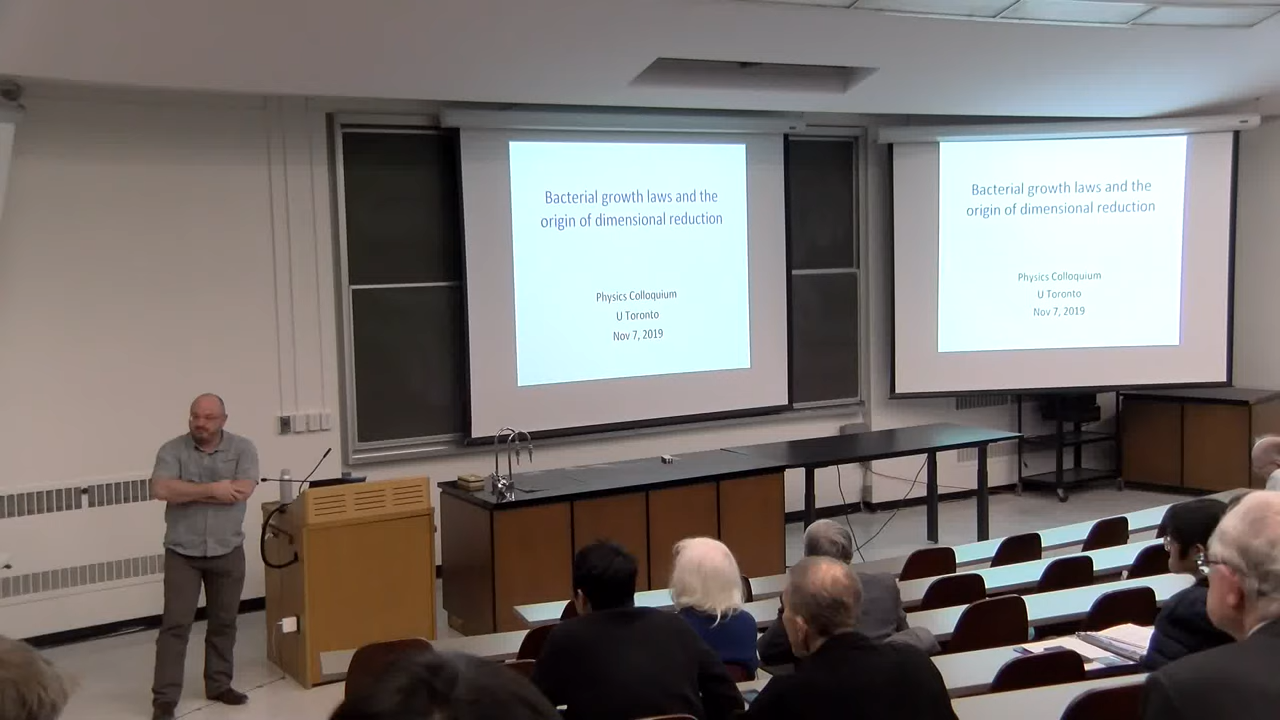 Bacterial growth laws and the
origin of dimensional reduction
Physics Colloquium
U Toronto
Nov 7, 2019
Bacterial growth laws and the
origin of dimensional reduction
Physics Colloquium
U Toronto
Nov 7, 2019